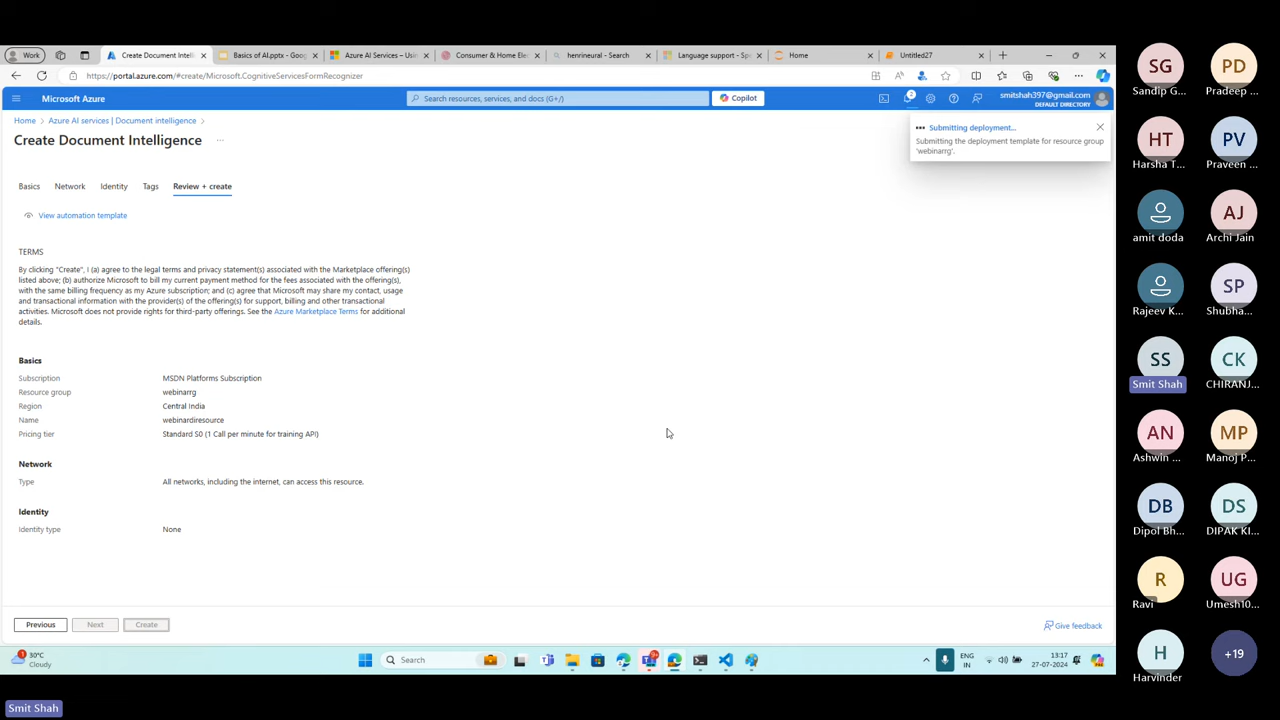 Work
Create Document Intelli
Basics of AI.pptx - Goog
Azure AI Services – Usin
Consumer & Home Elec
henrineural - Search
Language support - Spe
Home
Untitled27
https://portal.azure.com/#create/Microsoft.CognitiveServicesFormRecognizer
Microsoft Azure
Search resources, services, and docs (G+/)
Copilot
2
smitshah397@gmail.com
DEFAULT DIRECTORY
Home > Azure AI services | Document intelligence >
Create Document Intelligence ...
Submitting deployment...
Submitting the deployment template for resource group
'webinarrg'.
Basics Network Identity Tags Review + create
View automation template
TERMS
By clicking "Create", I (a) agree to the legal terms and privacy statement(s) associated with the Marketplace offering(s)
listed above; (b) authorize Microsoft to bill my current payment method for the fees associated with the offering(s),
with the same billing frequency as my Azure subscription; and (c) agree that Microsoft may share my contact, usage
and transactional information with the provider(s) of the offering(s) for support, billing and other transactional
activities. Microsoft does not provide rights for third-party offerings. See the Azure Marketplace Terms for additional
details.
Basics
Subscription MSDN Platforms Subscription
Resource group webinarrg
Region Central India
Name webinardiresource
Pricing tier Standard S0 (1 Call per minute for training API)
Network
Type All networks, including the internet, can access this resource.
Identity
Identity type None
Previous Next Create
Give feedback
30°C
Cloudy
Search
ENG
IN
13:17
27-07-2024
SG PD
Sandip G... Pradeep ...
HT PV
Harsha T... Praveen ...
AJ
amit doda Archi Jain
SP
Rajeev K... Shubha...
SS CK
Smit Shah CHIRANJ...
AN MP
Ashwin ... Manoj P...
DB DS
Dipol Bh... DIPAK KI...
R UG
Ravi Umesh10...
H +19
Harvinder
Smit Shah